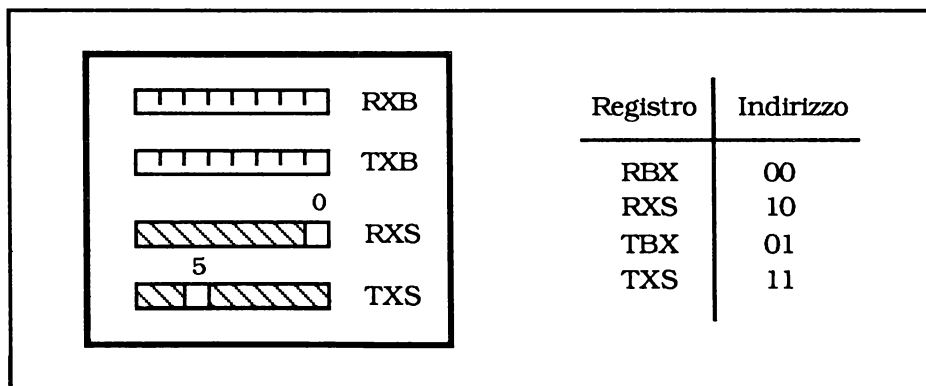 RXB
TXB
0
RXS
5
TXS
Registro Indirizzo
RBX 00
RXS 10
TBX 01
TXS 11